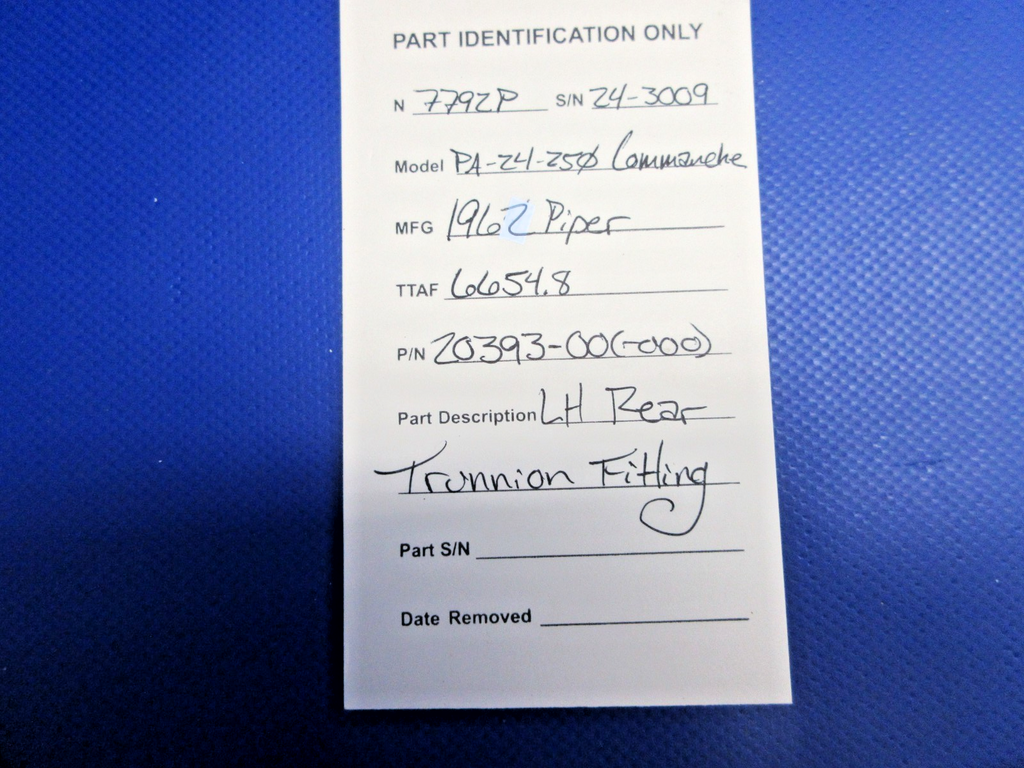 PART IDENTIFICATION ONLY
N 7792P S/N 24-3009
Model PA-24-250 Commanche
MFG 1962 Piper
TTAF 6654.8
P/N 20393-00(-000)
Part Description LH Rear
Trunnion Fitting
Part S/N
Date Removed